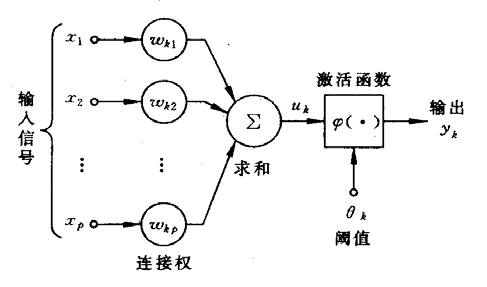 输入信号
x1
wk1
x2
wk2
⋮
⋮
xp
wkp
连接权
Σ
求和
uk
激活函数
φ(·)
θk
阈值
输出
yk